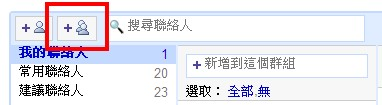 搜尋聯絡人
我的聯絡人 1
常用聯絡人 20
建議聯絡人 23
+新增到這個群組
選取： 全部,無